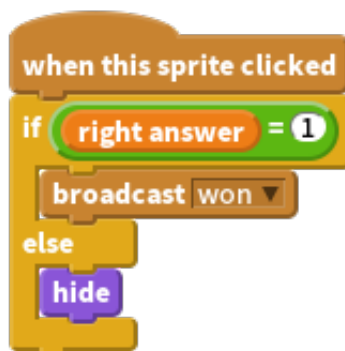 when this sprite clicked
if right answer = 1
broadcast won
else
hide